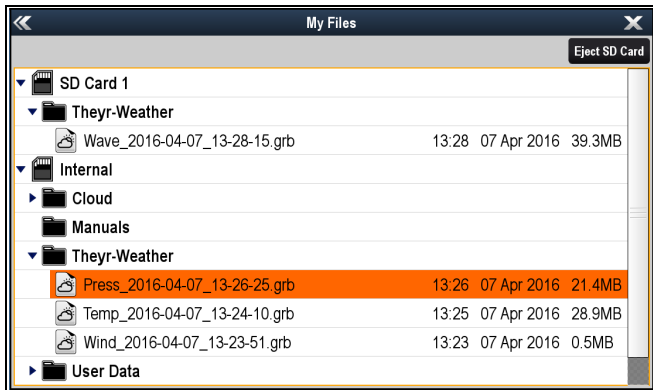 My Files
Eject SD Card
SD Card 1
Theyr-Weather
Wave_2016-04-07_13-28-15.grb 13:28 07 Apr 2016 39.3MB
Internal
Cloud
Manuals
Theyr-Weather
Press_2016-04-07_13-26-25.grb 13:26 07 Apr 2016 21.4MB
Temp_2016-04-07_13-24-10.grb 13:25 07 Apr 2016 28.9MB
Wind_2016-04-07_13-23-51.grb 13:23 07 Apr 2016 0.5MB
User Data